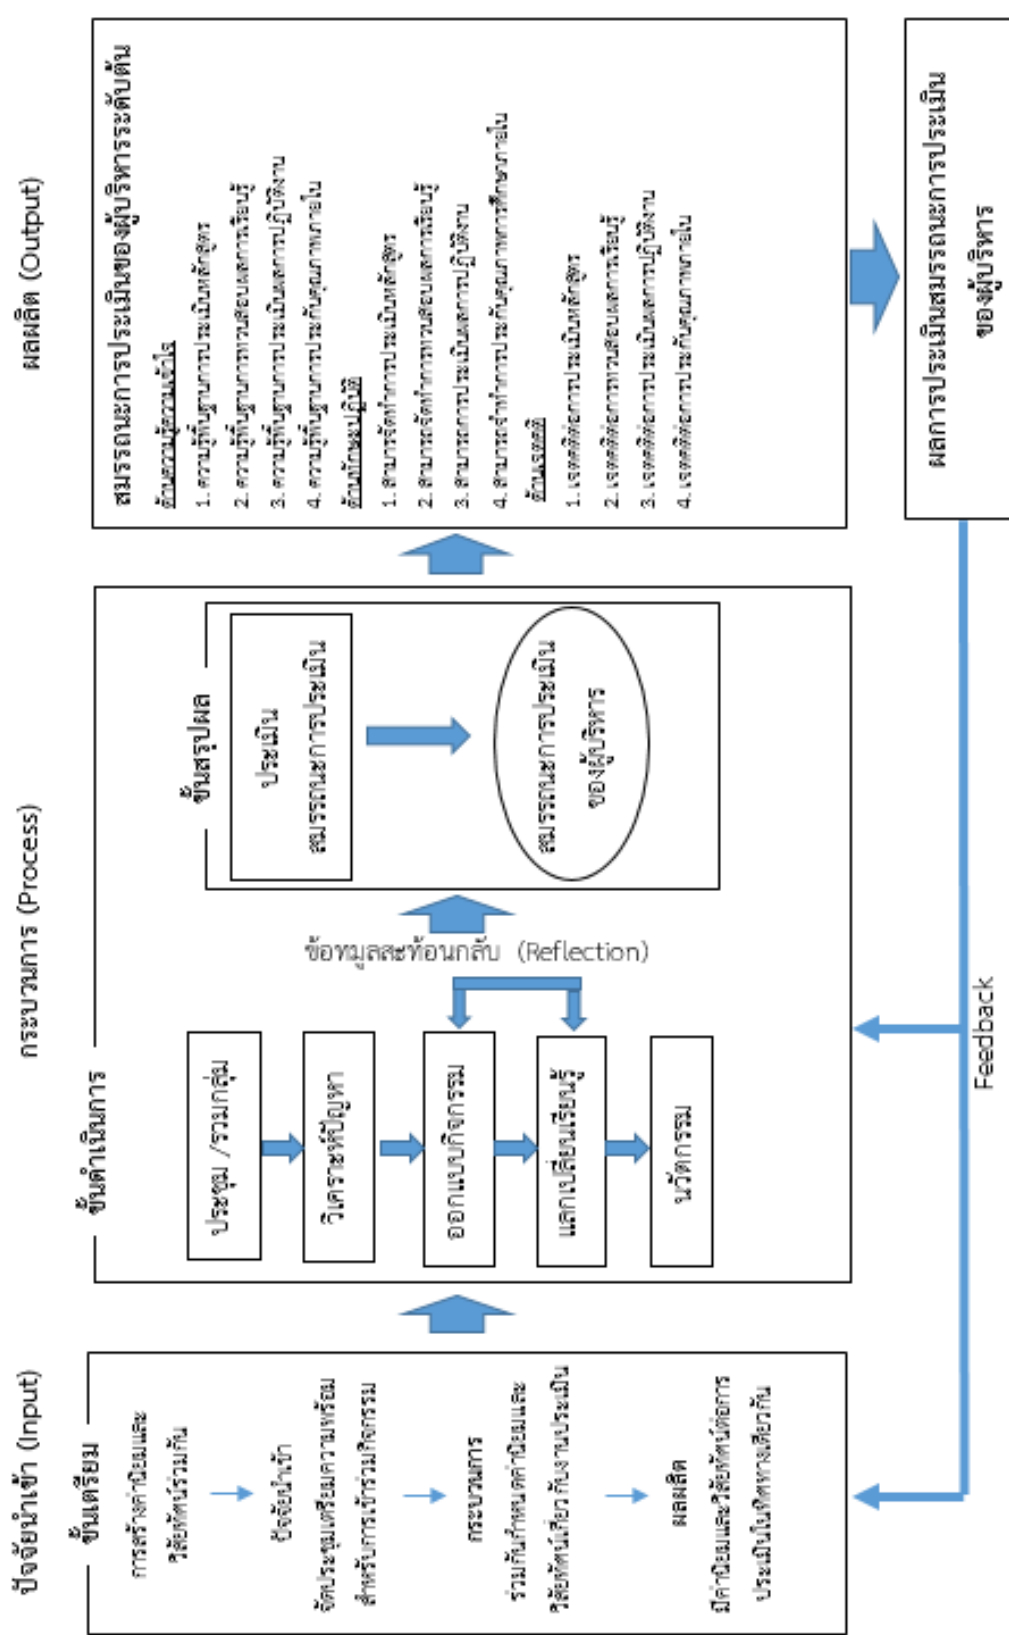 ปัจจัยนำเข้า (Input)
ขั้นเตรียม
การสร้างค่านิยมและ
วิสัยทัศน์ร่วมกัน
ปัจจัยนำเข้า
จัดประชุมเตรียมความพร้อม
สำหรับการเข้าร่วมกิจกรรม
กระบวนการ
ร่วมกันกำหนดค่านิยมและ
วิสัยทัศน์เกี่ยวกับงานประเมิน
ผลผลิต
มีค่านิยมและวิสัยทัศน์ต่อการ
ประเมินในทิศทางเดียวกัน
กระบวนการ (Process)
ขั้นดำเนินการ
ประชุม /รวมกลุ่ม
วิเคราะห์ปัญหา
ออกแบบกิจกรรม
แลกเปลี่ยนเรียนรู้
นวัตกรรม
ข้อทมูลสะท้อนกลับ (Reflection)
ขั้นสรุปผล
ประเมิน
สมรรถนะการประเมิน
สมรรถนะการประเมิน
ของผู้บริหาร
ผลผลิต (Output)
สมรรถนะการประเมินของผู้บริหารระดับต้น
ด้านความรู้ความเข้าใจ
1. ความรู้พื้นฐานการประเมินหลักสูตร
2. ความรู้พื้นฐานการทวนสอบผลการเรียนรู้
3. ความรู้พื้นฐานการประเมินผลการปฏิบัติงาน
4. ความรู้พื้นฐานการประกันคุณภาพภายใน
ด้านทักษะปฏิบัติ
1. สามารจัดทำการประเมินหลักสูตร
2. สามารถจัดทำการทวนสอบผลการเรียนรู้
3. สามารถการประเมินผลการปฏิบัติงาน
4. สามารถจำทำการประกันคุณภาพการศึกษาภายใน
ด้านเจตคติ
1. เจตคติต่อการประเมินหลักสูตร
2. เจตคติต่อการทวนสอบผลการเรียนรู้
3. เจตคติต่อการประเมินผลการปฏิบัติงาน
4. เจตคติต่อการประกันคุณภาพภายใน
ผลการประเมินสมรรถนะการประเมิน
ของผู้บริหาร
Feedback